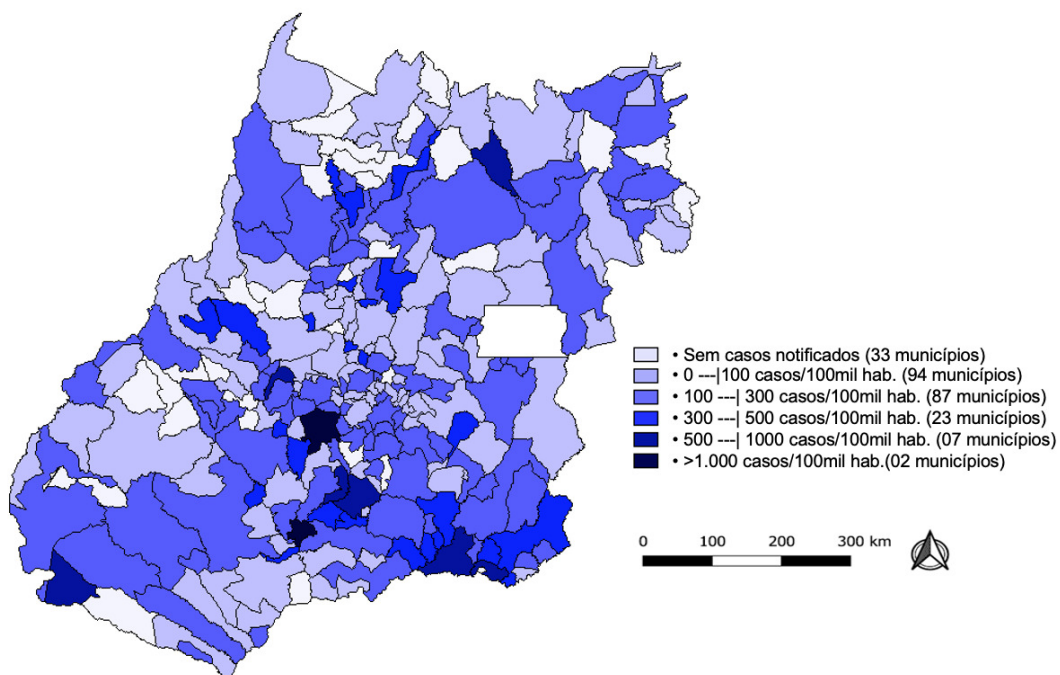 • Sem casos notificados (33 municípios)
• 0 ---|100 casos/100mil hab. (94 municípios)
• 100 ---| 300 casos/100mil hab. (87 municípios)
• 300 ---| 500 casos/100mil hab. (23 municípios)
• 500 ---| 1000 casos/100mil hab. (07 municípios)
• >1.000 casos/100mil hab.(02 municípios)
0 100 200 300 km